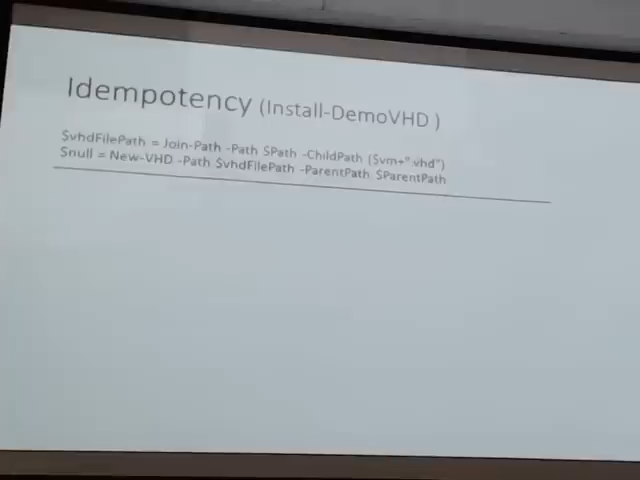 Idempotency (Install-DemoVHD )
$vhdFilePath = Join-Path -Path $Path -ChildPath ($vm+".vhd")
$null = New-VHD -Path $vhdFilePath -ParentPath $ParentPath